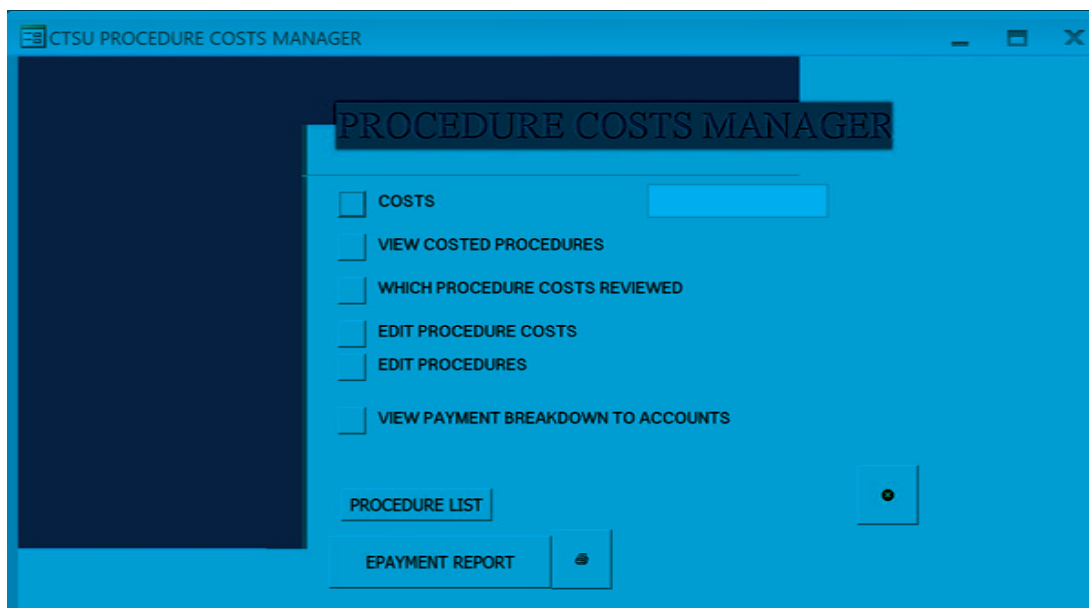 CTSU PROCEDURE COSTS MANAGER
PROCEDURE COSTS MANAGER
COSTS
VIEW COSTED PROCEDURES
WHICH PROCEDURE COSTS REVIEWED
EDIT PROCEDURE COSTS
EDIT PROCEDURES
VIEW PAYMENT BREAKDOWN TO ACCOUNTS
PROCEDURE LIST
EPAYMENT REPORT